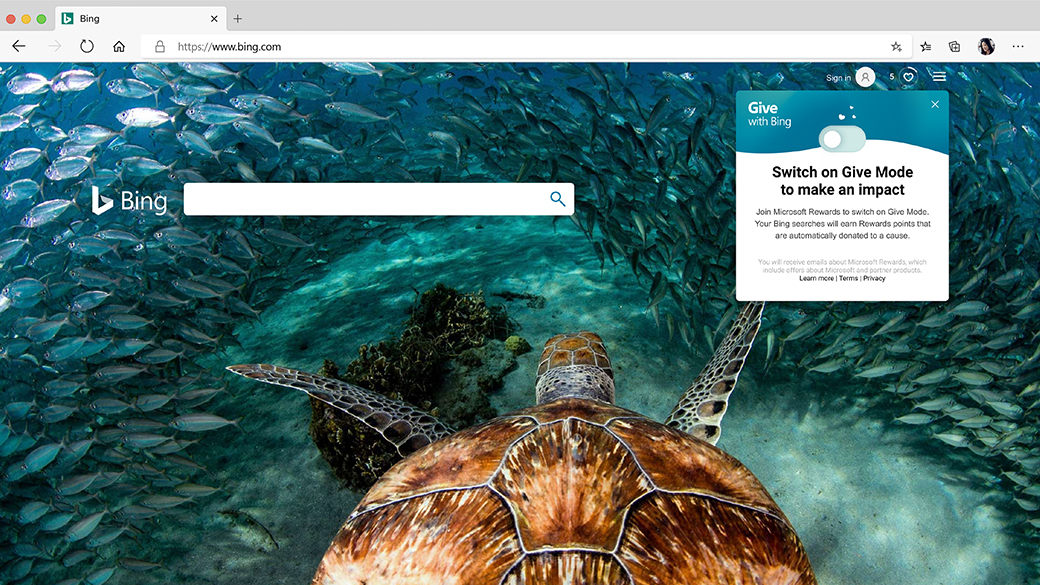 Bing
https://www.bing.com
Sign in
5
Give
with Bing
Bing
Switch on Give Mode
to make an impact
Join Microsoft Rewards to switch on Give Mode.
Your Bing searches will earn Rewards points that
are automatically donated to a cause.
You will receive emails about Microsoft Rewards, which
include offers about Microsoft and partner products.
Learn more | Terms | Privacy